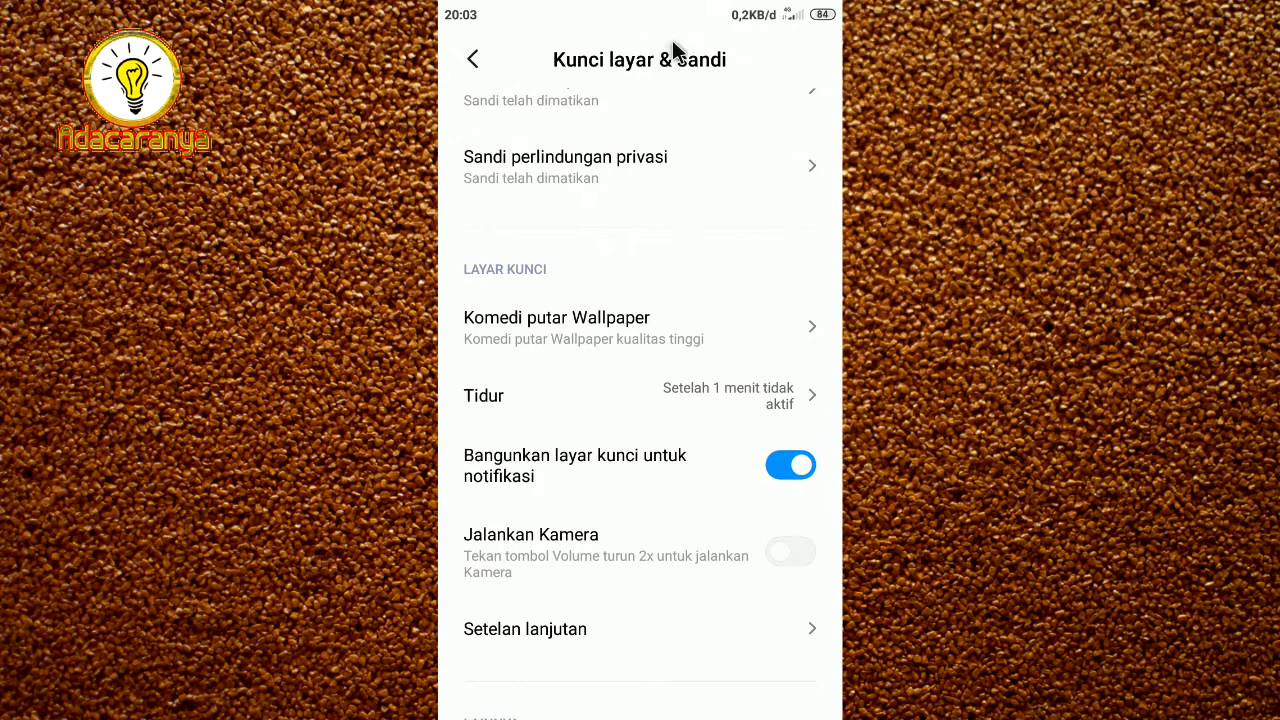 20:03
0,2KB/d 4G 84
Adacaranya
Kunci layar & sandi
Sandi telah dimatikan
Sandi perlindungan privasi
Sandi telah dimatikan
LAYAR KUNCI
Komedi putar Wallpaper
Komedi putar Wallpaper kualitas tinggi
Tidur
Setelah 1 menit tidak
aktif
Bangunkan layar kunci untuk
notifikasi
Jalankan Kamera
Tekan tombol Volume turun 2x untuk jalankan
Kamera
Setelan lanjutan